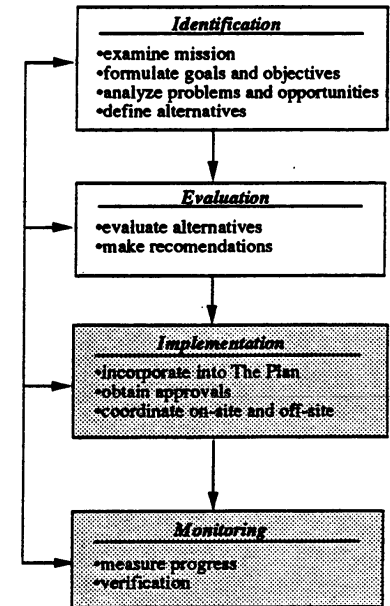 Identification
•examine mission
•formulate goals and objectives
•analyze problems and opportunities
•define alternatives
Evaluation
•evaluate alternatives
•make recomendations
Implementation
•incorporate into The Plan
•obtain approvals
•coordinate on-site and off-site
Monitoring
•measure progress
•verification